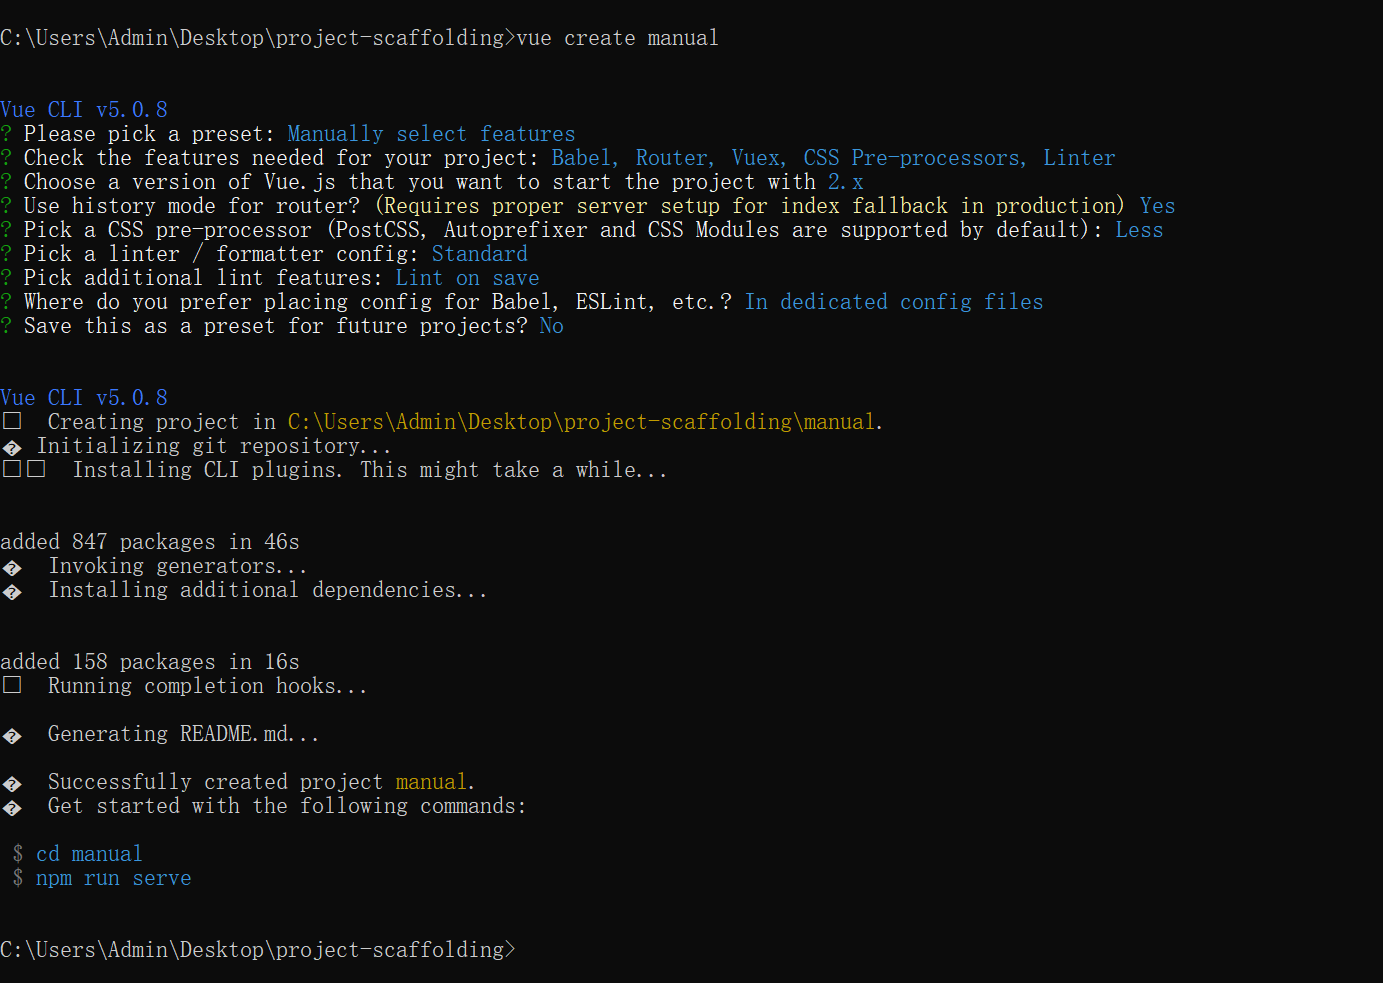 C:\Users\Admin\Desktop\project-scaffolding>vue create manual
Vue CLI v5.0.8
? Please pick a preset: Manually select features
? Check the features needed for your project: Babel, Router, Vuex, CSS Pre-processors, Linter
? Choose a version of Vue.js that you want to start the project with 2.x
? Use history mode for router? (Requires proper server setup for index fallback in production) Yes
? Pick a CSS pre-processor (PostCSS, Autoprefixer and CSS Modules are supported by default): Less
? Pick a linter / formatter config: Standard
? Pick additional lint features: Lint on save
? Where do you prefer placing config for Babel, ESLint, etc.? In dedicated config files
? Save this as a preset for future projects? No
Vue CLI v5.0.8
□ Creating project in C:\Users\Admin\Desktop\project-scaffolding\manual.
� Initializing git repository...
□□ Installing CLI plugins. This might take a while...
added 847 packages in 46s
� Invoking generators...
� Installing additional dependencies...
added 158 packages in 16s
□ Running completion hooks...
� Generating README.md...
� Successfully created project manual.
� Get started with the following commands:
$ cd manual
$ npm run serve
C:\Users\Admin\Desktop\project-scaffolding>